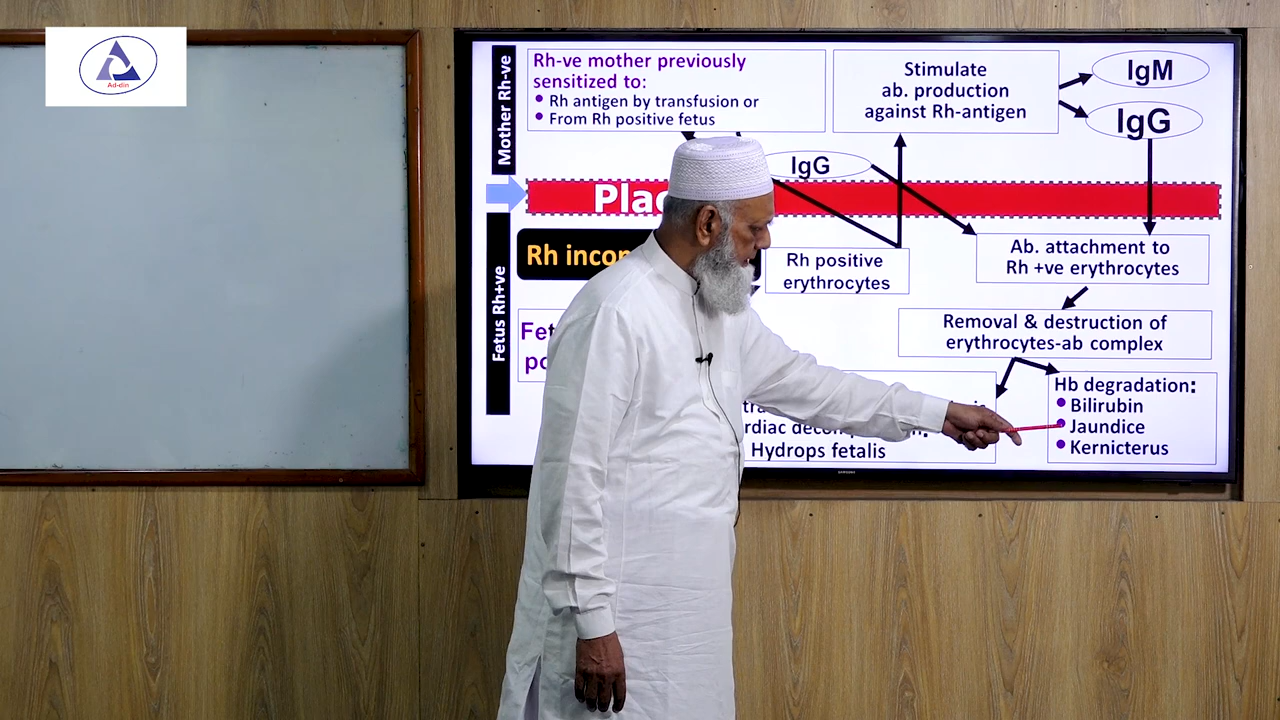 Ad-din
Mother Rh-ve
Rh-ve mother previously
sensitized to:
Rh antigen by transfusion or
From Rh positive fetus
Stimulate
ab. production
against Rh-antigen
IgM
IgG
IgG
Plac
Fetus Rh+ve
Rh incom
Rh positive
erythrocytes
Ab. attachment to
Rh +ve erythrocytes
Removal & destruction of
erythrocytes-ab complex
Hydrops fetalis
Hb degradation:
Bilirubin
Jaundice
Kernicterus
SAMSUNG